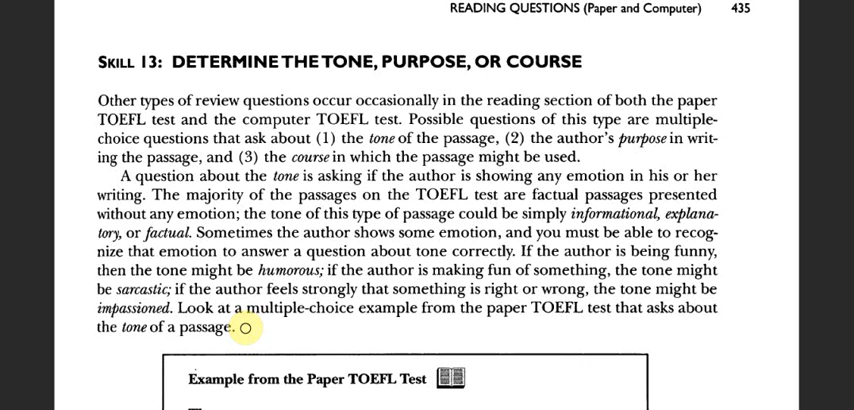 READING QUESTIONS (Paper and Computer) 435
SKILL 13: DETERMINE THE TONE, PURPOSE, OR COURSE
Other types of review questions occur occasionally in the reading section of both the paper
TOEFL test and the computer TOEFL test. Possible questions of this type are multiple-
choice questions that ask about (1) the tone of the passage, (2) the author's purpose in writ-
ing the passage, and (3) the course in which the passage might be used.
A question about the tone is asking if the author is showing any emotion in his or her
writing. The majority of the passages on the TOEFL test are factual passages presented
without any emotion; the tone of this type of passage could be simply informational, explana-
tory, or factual. Sometimes the author shows some emotion, and you must be able to recog-
nize that emotion to answer a question about tone correctly. If the author is being funny,
then the tone might be humorous; if the author is making fun of something, the tone might
be sarcastic; if the author feels strongly that something is right or wrong, the tone might be
impassioned. Look at a multiple-choice example from the paper TOEFL test that asks about
the tone of a passage.
Example from the Paper TOEFL Test